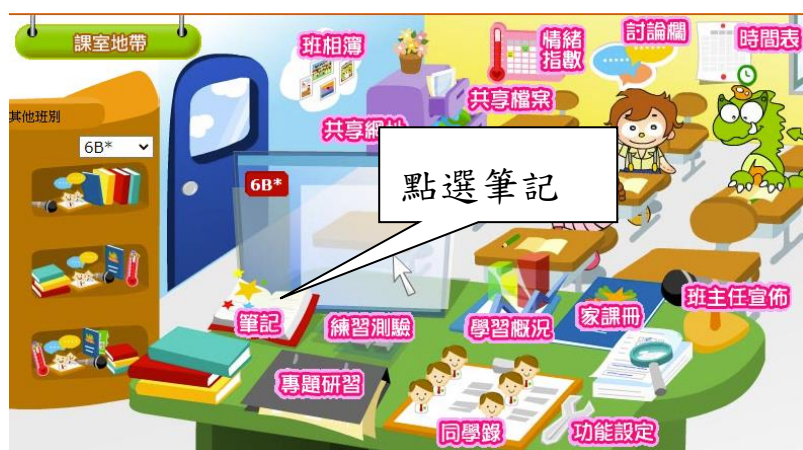 課室地帶
班相簿
情緒
指數
討論欄
時間表
其他班別
共享檔案
共享網址
6B*
6B*
點選筆記
筆記
練習測驗
學習概況
家課冊
班主任宣佈
專題研習
同學錄
功能設定